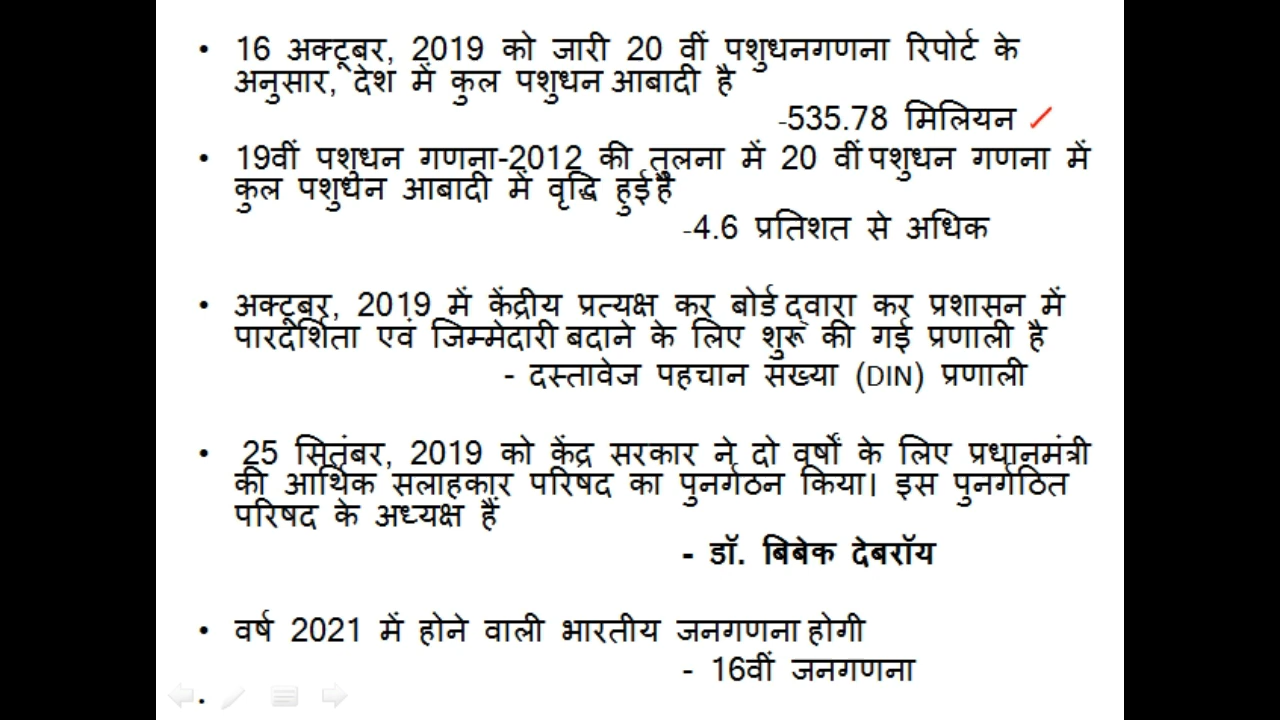 • 16 अक्टूबर, 2019 को जारी 20 वीं पशुधनगणना रिपोर्ट के
अनुसार, देश में कुल पशुधन आबादी है
-535.78 मिलियन
• 19वीं पशुधन गणना-2012 की तुलना में 20 वीं पशुधन गणना में
कुल पशुधन आबादी में वृद्धि हुई है
-4.6 प्रतिशत से अधिक
• अक्टूबर, 2019 में केंद्रीय प्रत्यक्ष कर बोर्ड द्वारा कर प्रशासन में
पारदर्शिता एवं जिम्मेदारी बदाने के लिए शुरू की गई प्रणाली है
- दस्तावेज पहचान संख्या (DIN) प्रणाली
• 25 सितंबर, 2019 को केंद्र सरकार ने दो वर्षों के लिए प्रधानमंत्री
की आर्थिक सलाहकार परिषद का पुनर्गठन किया। इस पुनर्गठित
परिषद के अध्यक्ष हैं
- डॉ. बिबेक देबरॉय
• वर्ष 2021 में होने वाली भारतीय जनगणना होगी
- 16वीं जनगणना